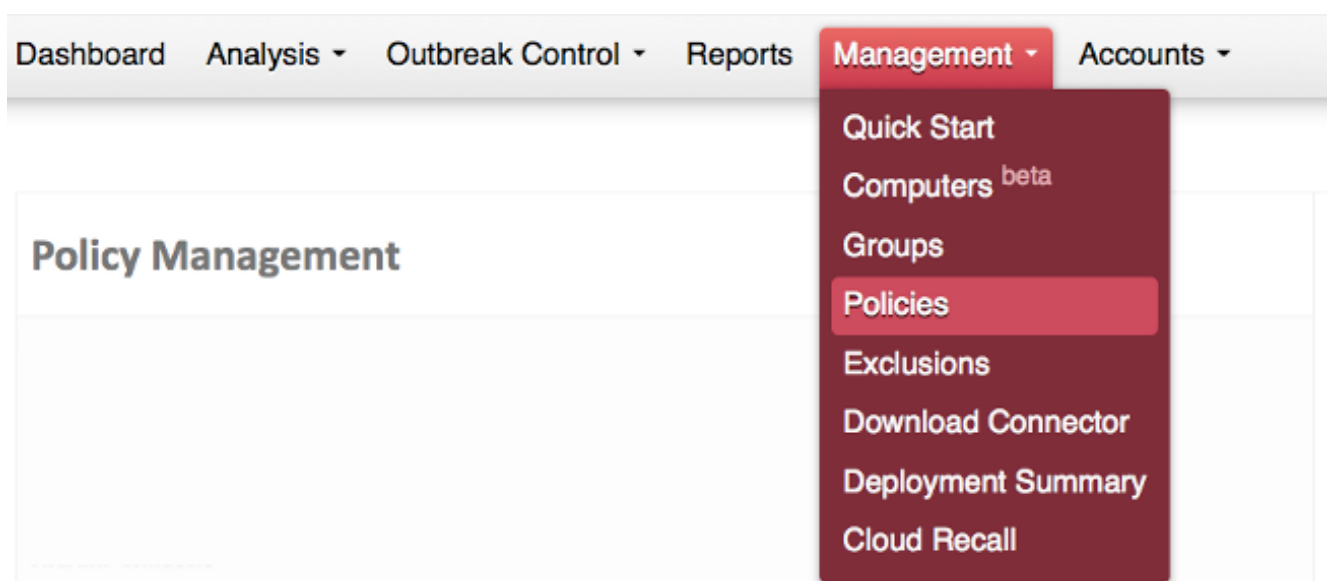 Dashboard Analysis Outbreak Control Reports Management Accounts
Quick Start
Computers beta
Policy Management
Groups
Policies
Exclusions
Download Connector
Deployment Summary
Cloud Recall